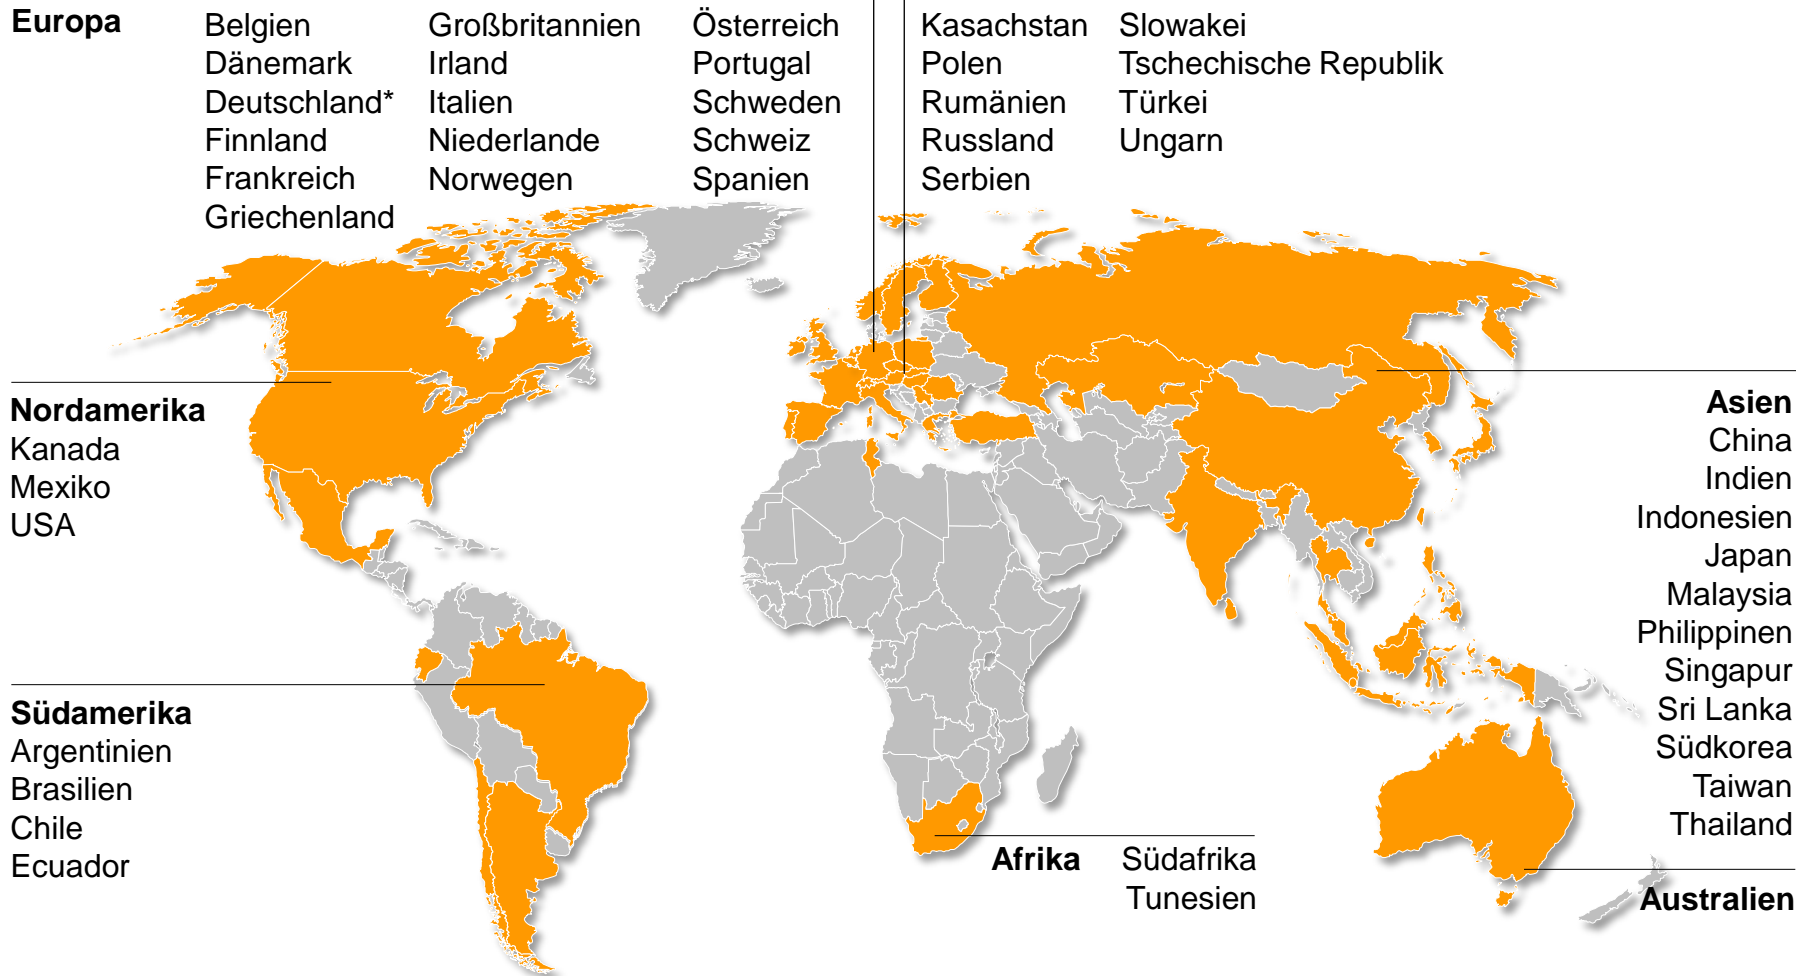 Europa
Belgien
Dänemark
Deutschland*
Finnland
Frankreich
Griechenland
Großbritannien
Irland
Italien
Niederlande
Norwegen
Österreich
Portugal
Schweden
Schweiz
Spanien
Kasachstan
Polen
Rumänien
Russland
Serbien
Slowakei
Tschechische Republik
Türkei
Ungarn
Nordamerika
Kanada
Mexiko
USA
Südamerika
Argentinien
Brasilien
Chile
Ecuador
Afrika
Südafrika
Tunesien
Asien
China
Indien
Indonesien
Japan
Malaysia
Philippinen
Singapur
Sri Lanka
Südkorea
Taiwan
Thailand
Australien